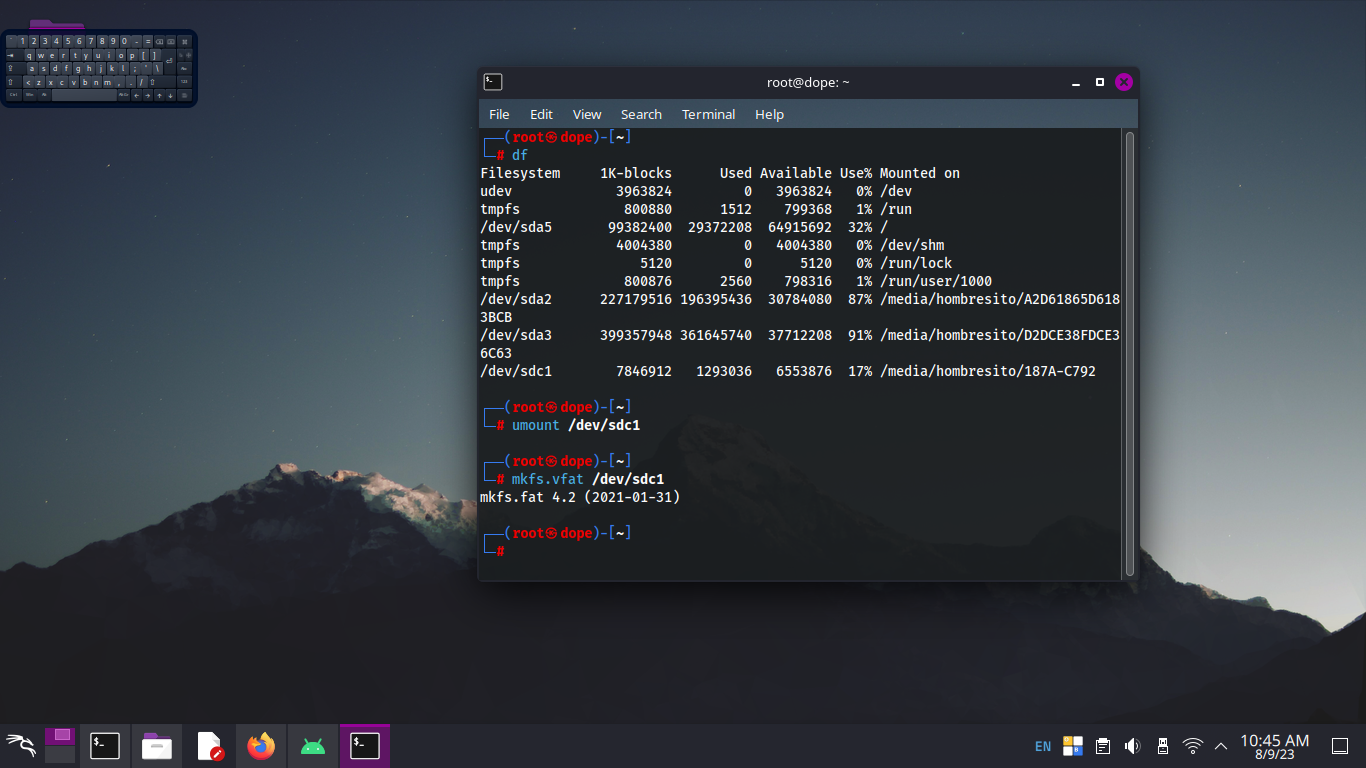 ` 1 2 3 4 5 6 7 8 9 0 - =
q w e r t y u i o p [ ]
a s d f g h j k l ; ' \
< z x c v b n m , . /
root@dope: ~
File Edit View Search Terminal Help
┌──(root㉿dope)-[~]
└─# df
Filesystem     1K-blocks      Used Available Use% Mounted on
udev             3963824         0   3963824   0% /dev
tmpfs             800880      1512    799368   1% /run
/dev/sda5       99382400  29372208  64915692  32% /
tmpfs            4004380         0   4004380   0% /dev/shm
tmpfs               5120         0      5120   0% /run/lock
tmpfs             800876      2560    798316   1% /run/user/1000
/dev/sda2      227179516 196395436  30784080  87% /media/hombresito/A2D61865D618
3BCB
/dev/sda3      399357948 361645740  37712208  91% /media/hombresito/D2DCE38FDCE3
6C63
/dev/sdc1        7846912   1293036   6553876  17% /media/hombresito/187A-C792
┌──(root㉿dope)-[~]
└─# umount /dev/sdc1
┌──(root㉿dope)-[~]
└─# mkfs.vfat /dev/sdc1
mkfs.fat 4.2 (2021-01-31)
┌──(root㉿dope)-[~]
└─#
EN
10:45 AM
8/9/23